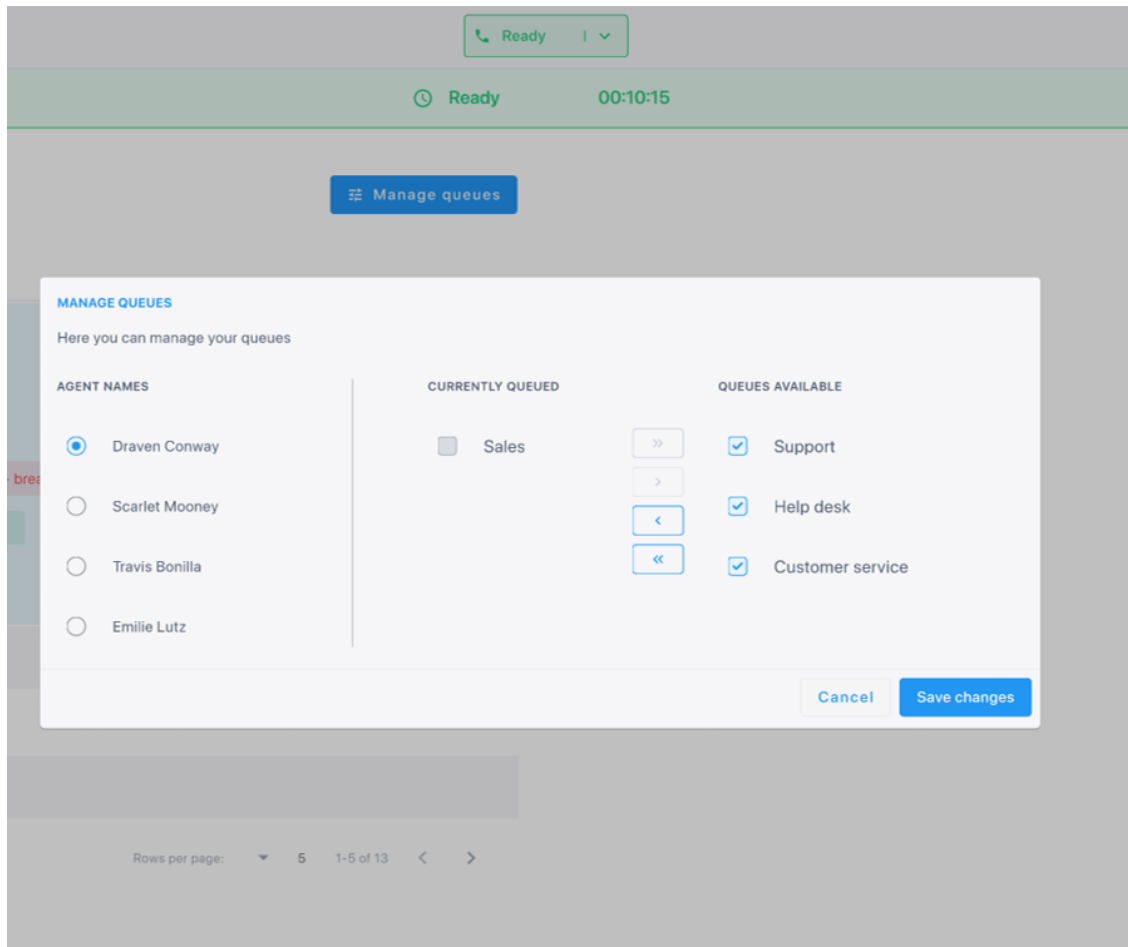 Ready
Ready 00:10:15
Manage queues
MANAGE QUEUES
Here you can manage your queues
AGENT NAMES
Draven Conway
Scarlet Mooney
Travis Bonilla
Emilie Lutz
CURRENTLY QUEUED
Sales
QUEUES AVAILABLE
Support
Help desk
Customer service
Cancel
Save changes
Rows per page: 5 1-5 of 13